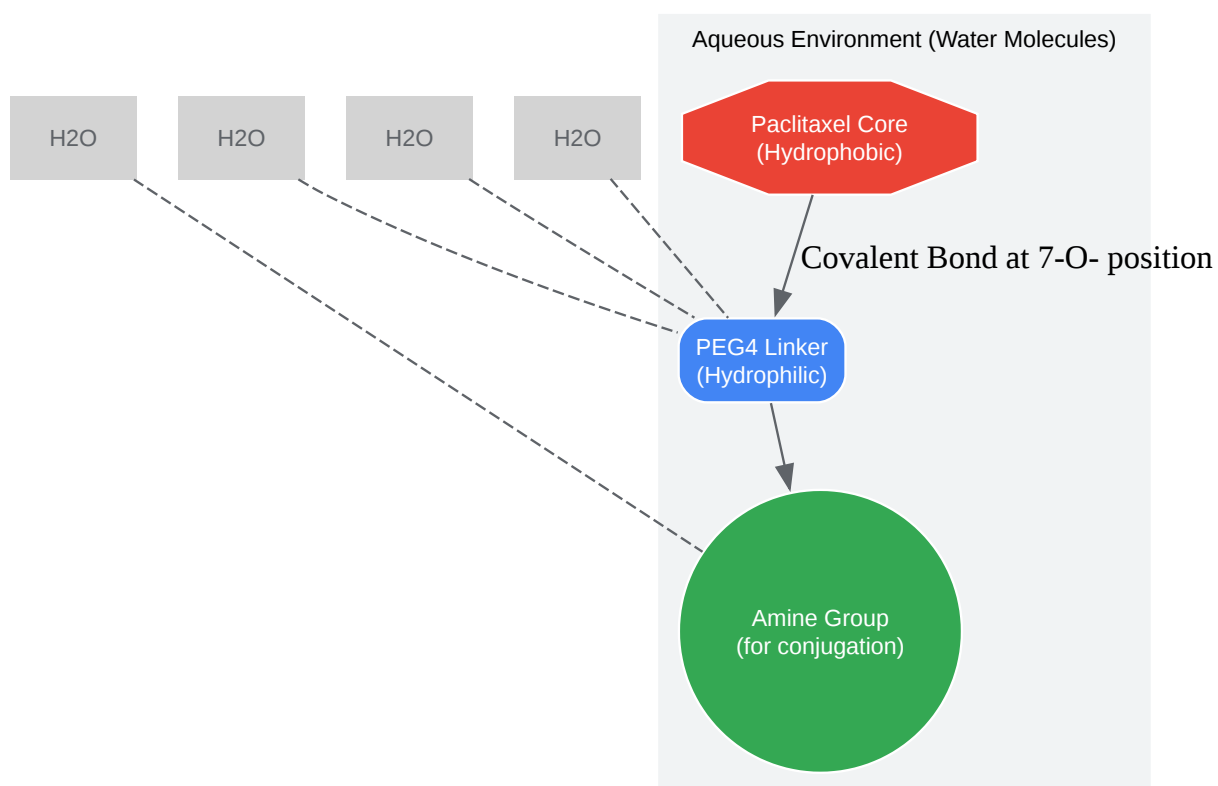 Aqueous Environment (Water Molecules)
H2O
H2O
H2O
H2O
Paclitaxel Core
(Hydrophobic)
Covalent Bond at 7-O- position
PEG4 Linker
(Hydrophilic)
Amine Group
(for conjugation)